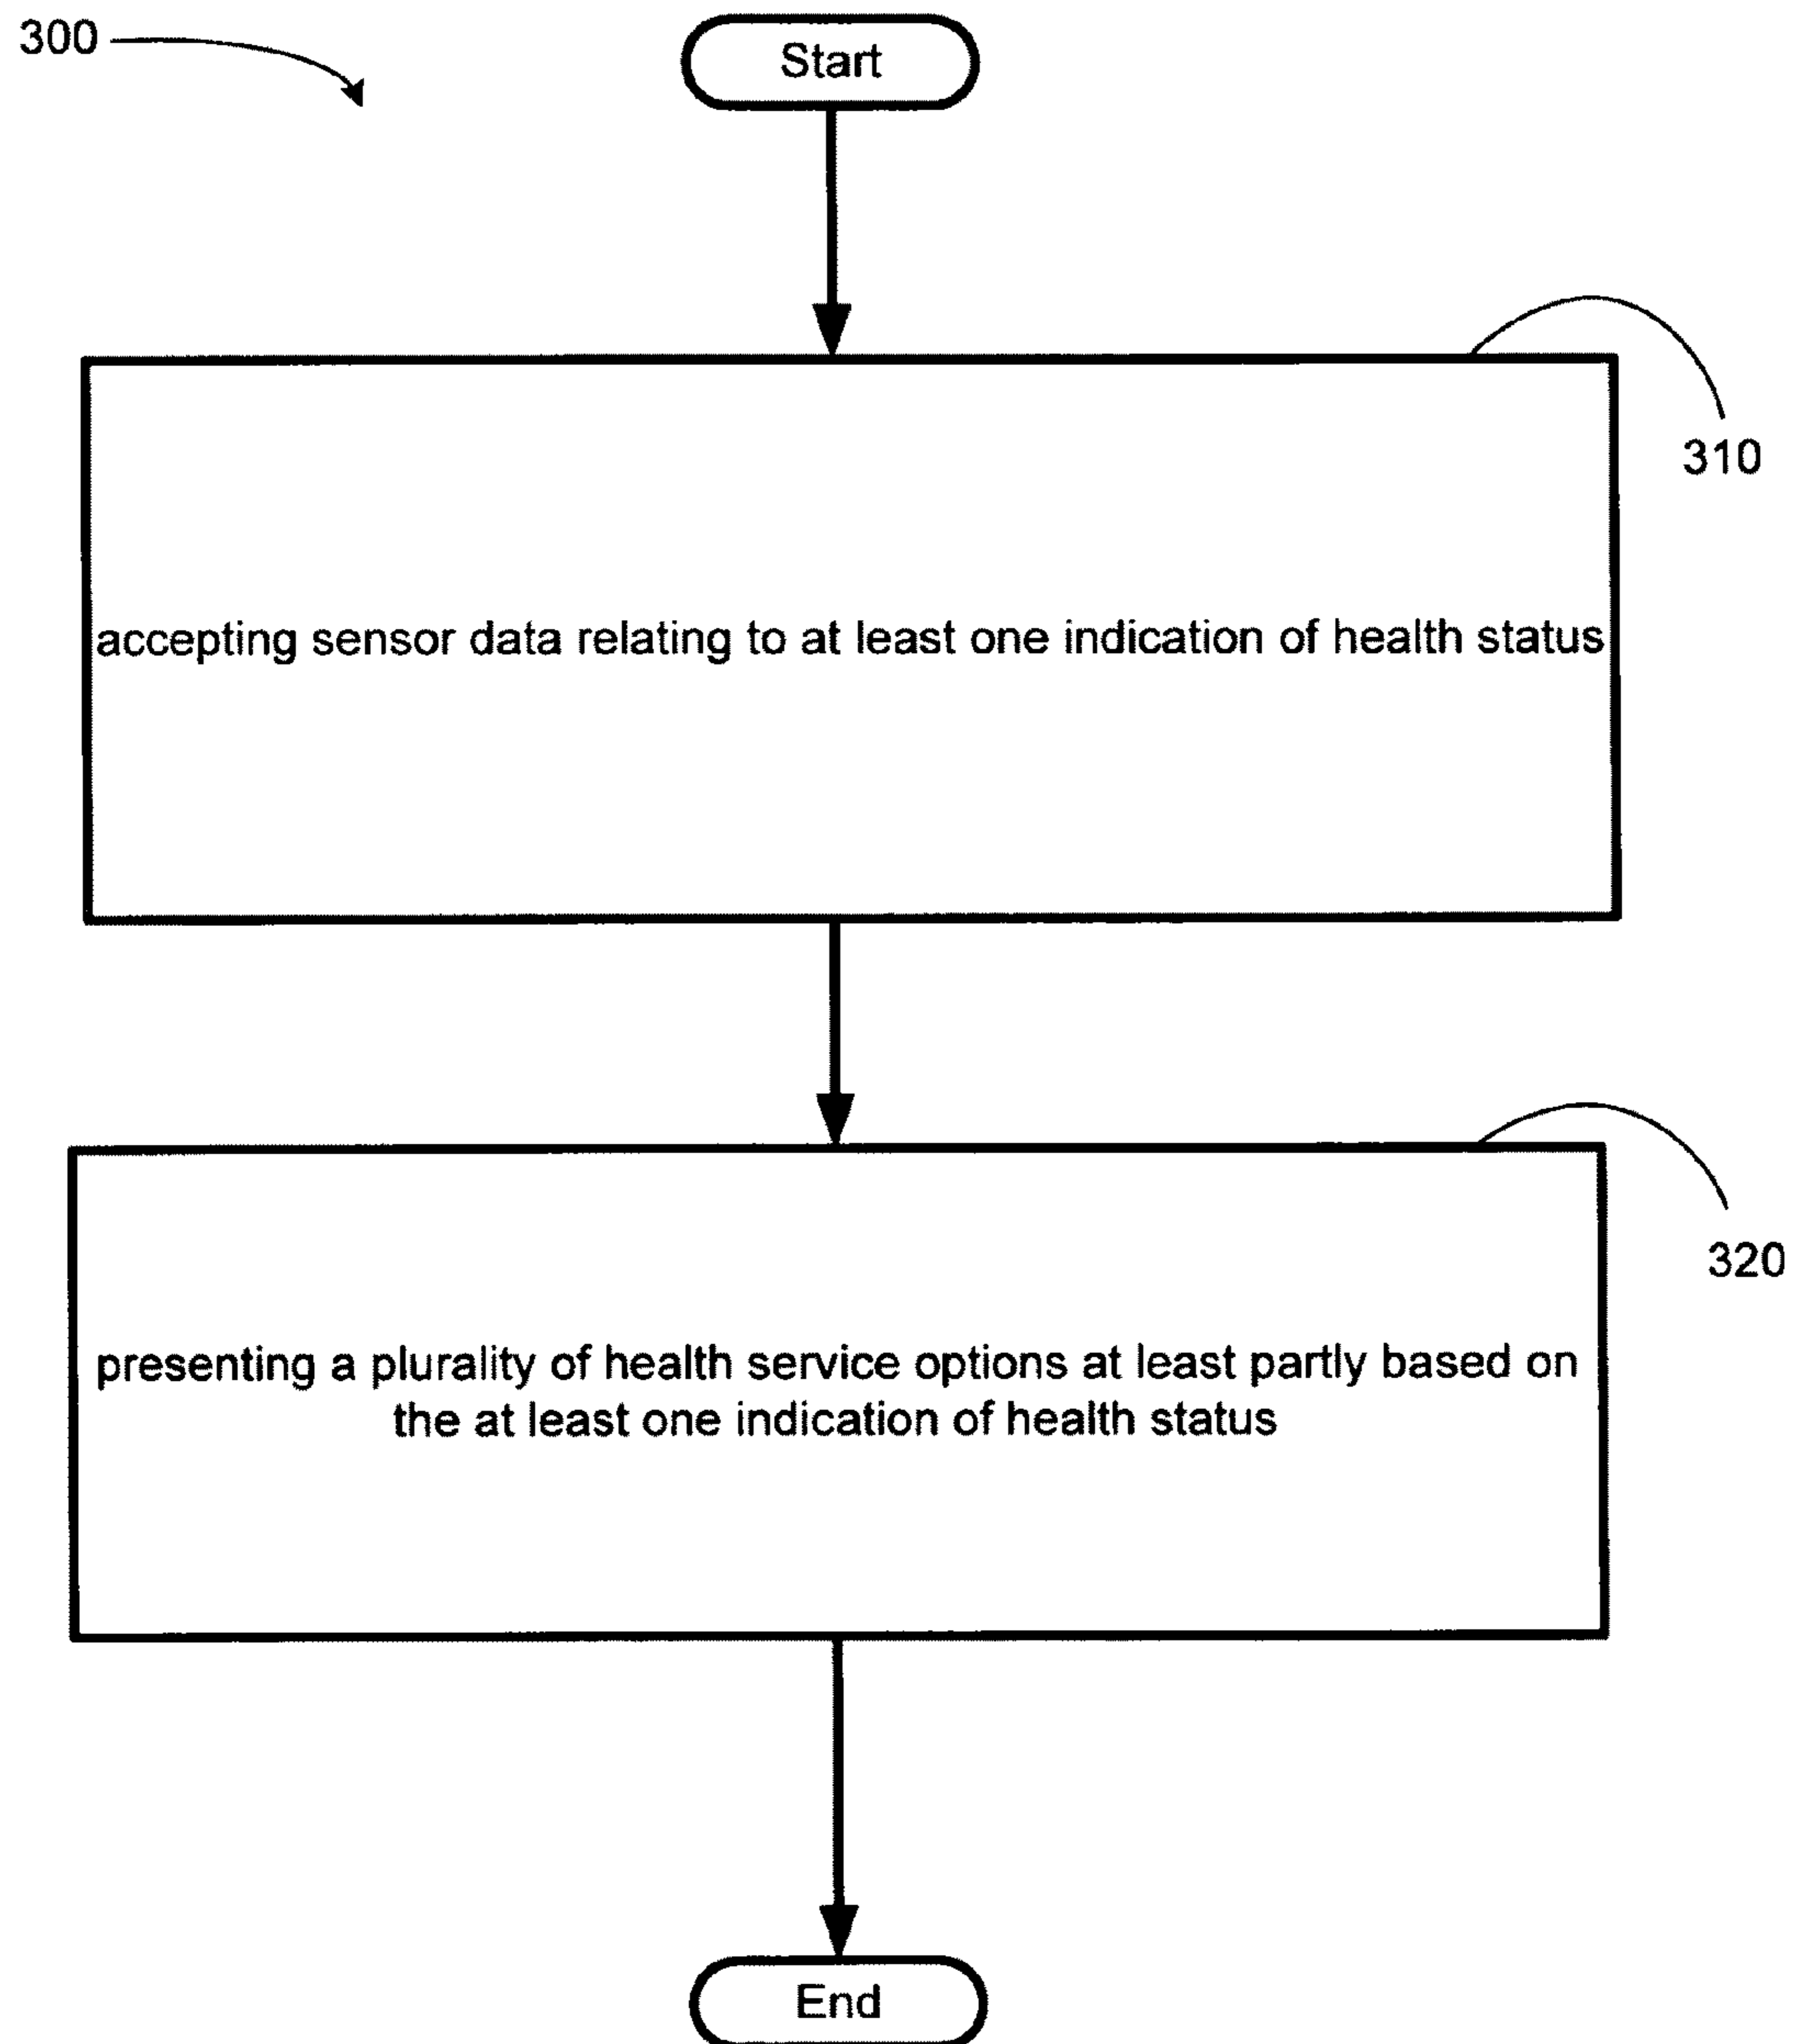 300
Start
310
accepting sensor data relating to at least one indication of health status
320
presenting a plurality of health service options at least partly based on
the at least one indication of health status
End